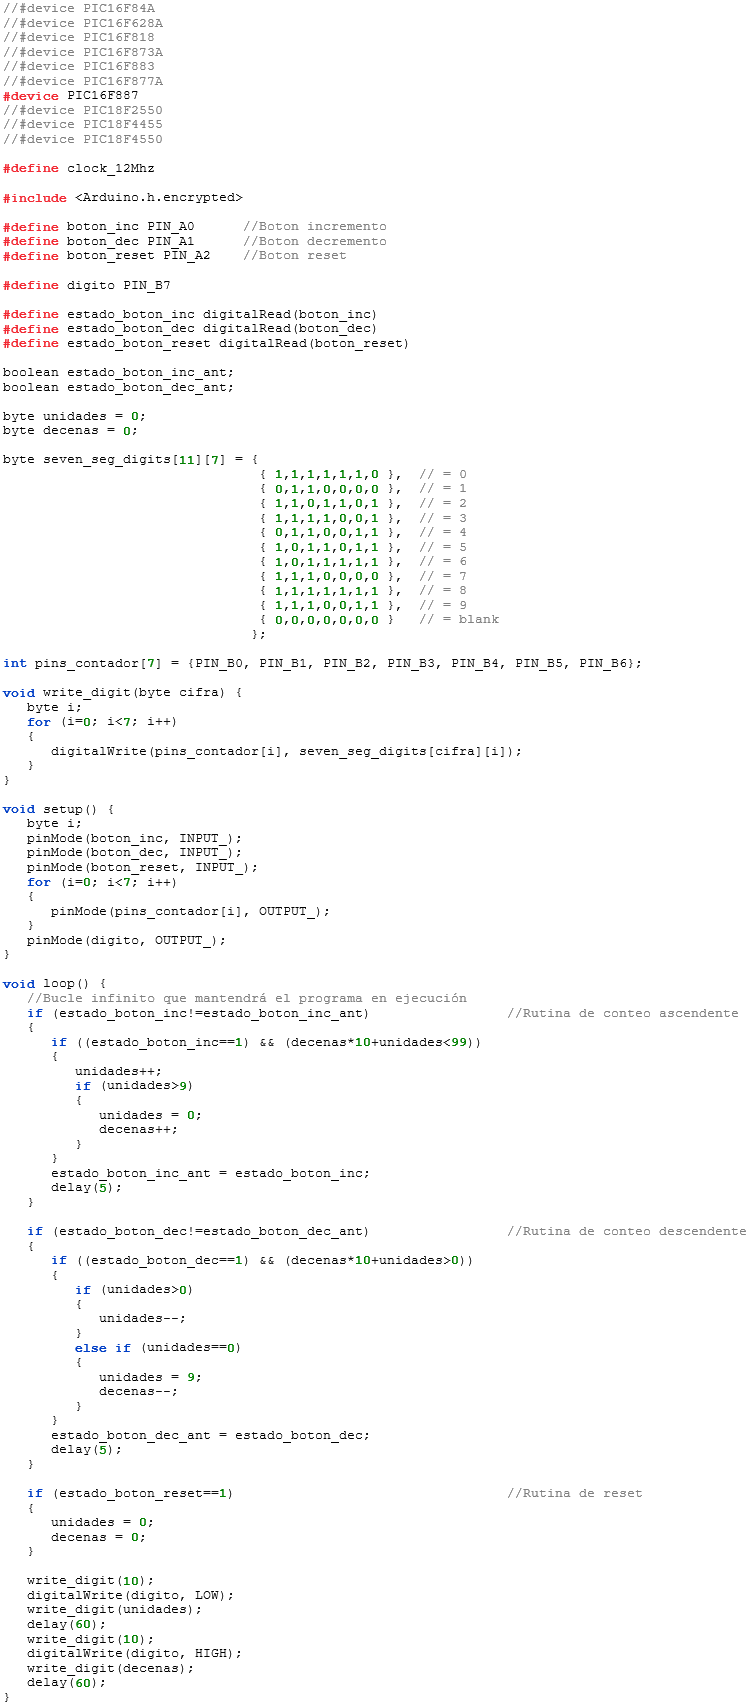 //#device PIC16F84A
//#device PIC16F628A
//#device PIC16F818
//#device PIC16F873A
//#device PIC16F883
//#device PIC16F877A
#device PIC16F887
//#device PIC18F2550
//#device PIC18F4455
//#device PIC18F4550
#define clock_12Mhz
#include <Arduino.h.encrypted>
#define boton_inc PIN_A0      //Boton incremento
#define boton_dec PIN_A1      //Boton decremento
#define boton_reset PIN_A2    //Boton reset
#define digito PIN_B7
#define estado_boton_inc digitalRead(boton_inc)
#define estado_boton_dec digitalRead(boton_dec)
#define estado_boton_reset digitalRead(boton_reset)
boolean estado_boton_inc_ant;
boolean estado_boton_dec_ant;
byte unidades = 0;
byte decenas = 0;
byte seven_seg_digits[11][7] = {
{ 1,1,1,1,1,1,0 },  // = 0
{ 0,1,1,0,0,0,0 },  // = 1
{ 1,1,0,1,1,0,1 },  // = 2
{ 1,1,1,1,0,0,1 },  // = 3
{ 0,1,1,0,0,1,1 },  // = 4
{ 1,0,1,1,0,1,1 },  // = 5
{ 1,0,1,1,1,1,1 },  // = 6
{ 1,1,1,0,0,0,0 },  // = 7
{ 1,1,1,1,1,1,1 },  // = 8
{ 1,1,1,0,0,1,1 },  // = 9
{ 0,0,0,0,0,0,0 }   // = blank
};
int pins_contador[7] = {PIN_B0, PIN_B1, PIN_B2, PIN_B3, PIN_B4, PIN_B5, PIN_B6};
void write_digit(byte cifra) {
   byte i;
   for (i=0; i<7; i++)
   {
      digitalWrite(pins_contador[i], seven_seg_digits[cifra][i]);
   }
}
void setup() {
   byte i;
   pinMode(boton_inc, INPUT_);
   pinMode(boton_dec, INPUT_);
   pinMode(boton_reset, INPUT_);
   for (i=0; i<7; i++)
   {
      pinMode(pins_contador[i], OUTPUT_);
   }
   pinMode(digito, OUTPUT_);
}
void loop() {
   //Bucle infinito que mantendrá el programa en ejecución
   if (estado_boton_inc!=estado_boton_inc_ant)                 //Rutina de conteo ascendente
   {
      if ((estado_boton_inc==1) && (decenas*10+unidades<99))
      {
         unidades++;
         if (unidades>9)
         {
            unidades = 0;
            decenas++;
         }
      }
      estado_boton_inc_ant = estado_boton_inc;
      delay(5);
   }
   if (estado_boton_dec!=estado_boton_dec_ant)                 //Rutina de conteo descendente
   {
      if ((estado_boton_dec==1) && (decenas*10+unidades>0))
      {
         if (unidades>0)
         {
            unidades--;
         }
         else if (unidades==0)
         {
            unidades = 9;
            decenas--;
         }
      }
      estado_boton_dec_ant = estado_boton_dec;
      delay(5);
   }
   if (estado_boton_reset==1)                                  //Rutina de reset
   {
      unidades = 0;
      decenas = 0;
   }
   write_digit(10);
   digitalWrite(digito, LOW);
   write_digit(unidades);
   delay(60);
   write_digit(10);
   digitalWrite(digito, HIGH);
   write_digit(decenas);
   delay(60);
}